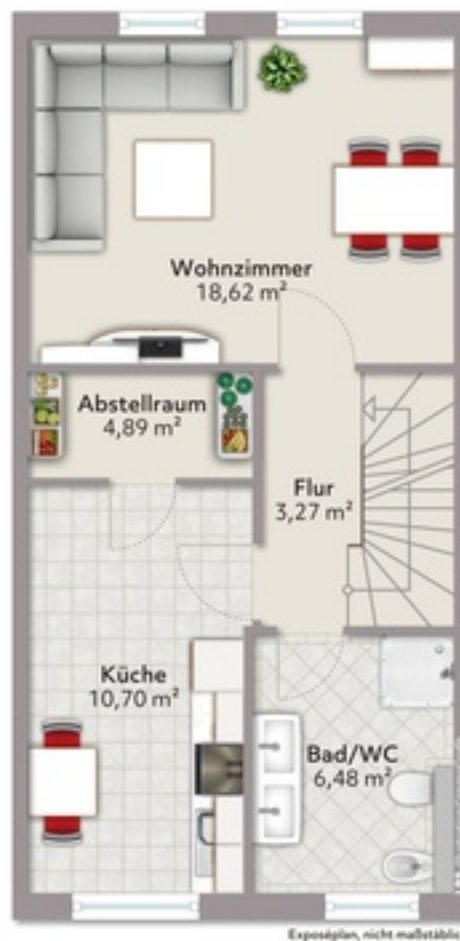 Wohnzimmer
18,62 m²
Abstellraum
4,89 m²
Flur
3,27 m²
Küche
10,70 m²
Bad/WC
6,48 m²
Exposéplan, nicht maßstäblic